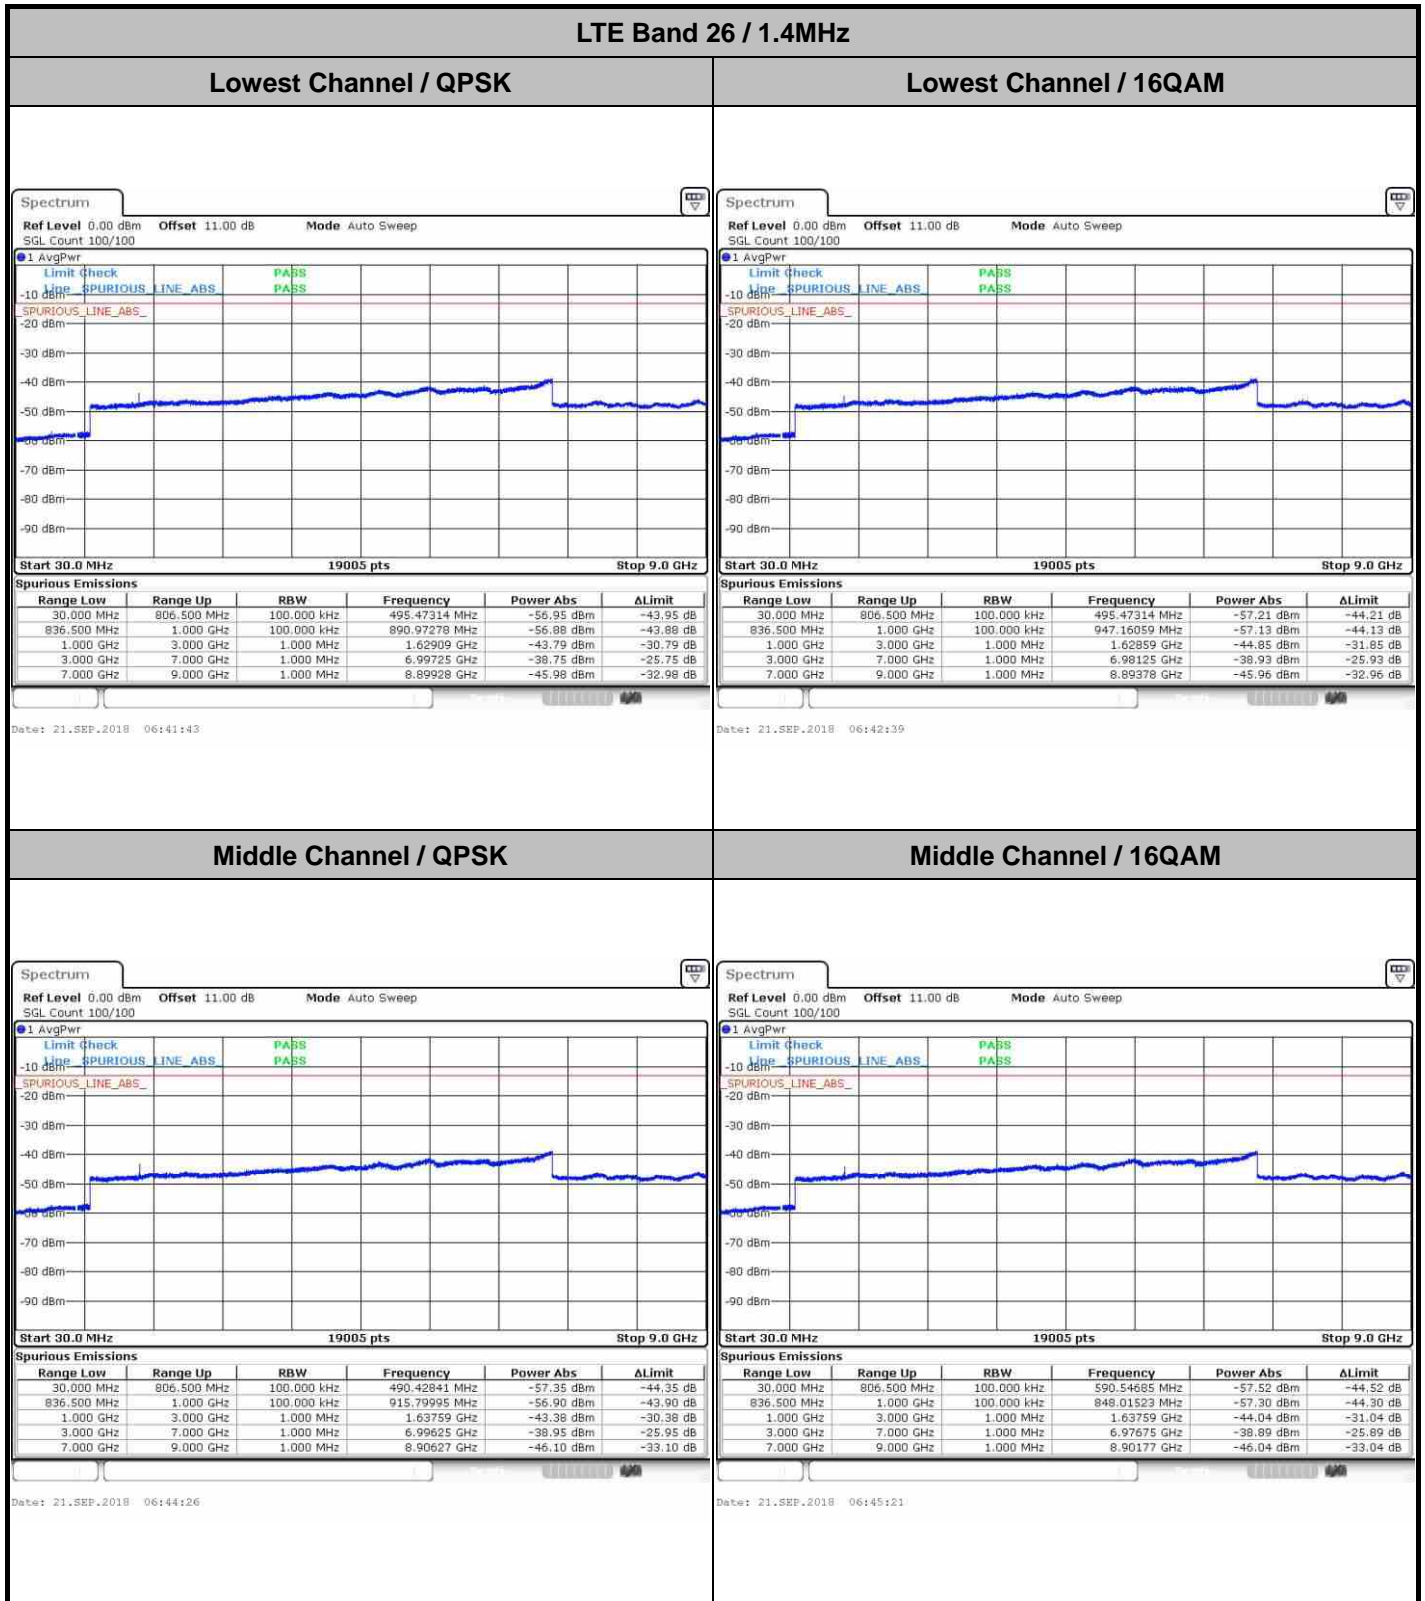 LTE Band 26 / 1.4MHz
Lowest Channel / QPSK
Lowest Channel / 16QAM
Spectrum
Ref Level 0.00 dBm Offset 11.00 dB Mode Auto Sweep
SGL Count 100/100
1 AvgPwr
Limit Check PASS
Line _SPURIOUS_LINE_ABS_ PASS
-10 dBm
_SPURIOUS_LINE_ABS_
-20 dBm
-30 dBm
-40 dBm
-50 dBm
-60 dBm
-70 dBm
-80 dBm
-90 dBm
Start 30.0 MHz 19005 pts Stop 9.0 GHz
Spurious Emissions
Range Low Range Up RBW Frequency Power Abs ΔLimit
30.000 MHz 806.500 MHz 100.000 kHz 495.47314 MHz -56.95 dBm -43.95 dB
836.500 MHz 1.000 GHz 100.000 kHz 890.97278 MHz -56.88 dBm -43.88 dB
1.000 GHz 3.000 GHz 1.000 MHz 1.62909 GHz -43.79 dBm -30.79 dB
3.000 GHz 7.000 GHz 1.000 MHz 6.99725 GHz -38.75 dBm -25.75 dB
7.000 GHz 9.000 GHz 1.000 MHz 8.89928 GHz -45.98 dBm -32.98 dB
Date: 21.SEP.2018 06:41:43
Spectrum
Ref Level 0.00 dBm Offset 11.00 dB Mode Auto Sweep
SGL Count 100/100
1 AvgPwr
Limit Check PASS
Line _SPURIOUS_LINE_ABS_ PASS
-10 dBm
_SPURIOUS_LINE_ABS_
-20 dBm
-30 dBm
-40 dBm
-50 dBm
-60 dBm
-70 dBm
-80 dBm
-90 dBm
Start 30.0 MHz 19005 pts Stop 9.0 GHz
Spurious Emissions
Range Low Range Up RBW Frequency Power Abs ΔLimit
30.000 MHz 806.500 MHz 100.000 kHz 495.47314 MHz -57.21 dBm -44.21 dB
836.500 MHz 1.000 GHz 100.000 kHz 947.16059 MHz -57.13 dBm -44.13 dB
1.000 GHz 3.000 GHz 1.000 MHz 1.62859 GHz -44.85 dBm -31.85 dB
3.000 GHz 7.000 GHz 1.000 MHz 6.98125 GHz -38.93 dBm -25.93 dB
7.000 GHz 9.000 GHz 1.000 MHz 8.89378 GHz -45.96 dBm -32.96 dB
Date: 21.SEP.2018 06:42:39
Middle Channel / QPSK
Middle Channel / 16QAM
Spectrum
Ref Level 0.00 dBm Offset 11.00 dB Mode Auto Sweep
SGL Count 100/100
1 AvgPwr
Limit Check PASS
Line _SPURIOUS_LINE_ABS_ PASS
-10 dBm
_SPURIOUS_LINE_ABS_
-20 dBm
-30 dBm
-40 dBm
-50 dBm
-60 dBm
-70 dBm
-80 dBm
-90 dBm
Start 30.0 MHz 19005 pts Stop 9.0 GHz
Spurious Emissions
Range Low Range Up RBW Frequency Power Abs ΔLimit
30.000 MHz 806.500 MHz 100.000 kHz 490.42841 MHz -57.35 dBm -44.35 dB
836.500 MHz 1.000 GHz 100.000 kHz 915.79995 MHz -56.90 dBm -43.90 dB
1.000 GHz 3.000 GHz 1.000 MHz 1.63759 GHz -43.38 dBm -30.38 dB
3.000 GHz 7.000 GHz 1.000 MHz 6.99625 GHz -38.95 dBm -25.95 dB
7.000 GHz 9.000 GHz 1.000 MHz 8.90627 GHz -46.10 dBm -33.10 dB
Date: 21.SEP.2018 06:44:26
Spectrum
Ref Level 0.00 dBm Offset 11.00 dB Mode Auto Sweep
SGL Count 100/100
1 AvgPwr
Limit Check PASS
Line _SPURIOUS_LINE_ABS_ PASS
-10 dBm
_SPURIOUS_LINE_ABS_
-20 dBm
-30 dBm
-40 dBm
-50 dBm
-60 dBm
-70 dBm
-80 dBm
-90 dBm
Start 30.0 MHz 19005 pts Stop 9.0 GHz
Spurious Emissions
Range Low Range Up RBW Frequency Power Abs ΔLimit
30.000 MHz 806.500 MHz 100.000 kHz 590.54685 MHz -57.52 dBm -44.52 dB
836.500 MHz 1.000 GHz 100.000 kHz 848.01523 MHz -57.30 dBm -44.30 dB
1.000 GHz 3.000 GHz 1.000 MHz 1.63759 GHz -44.04 dBm -31.04 dB
3.000 GHz 7.000 GHz 1.000 MHz 6.97675 GHz -38.89 dBm -25.89 dB
7.000 GHz 9.000 GHz 1.000 MHz 8.90177 GHz -46.04 dBm -33.04 dB
Date: 21.SEP.2018 06:45:21